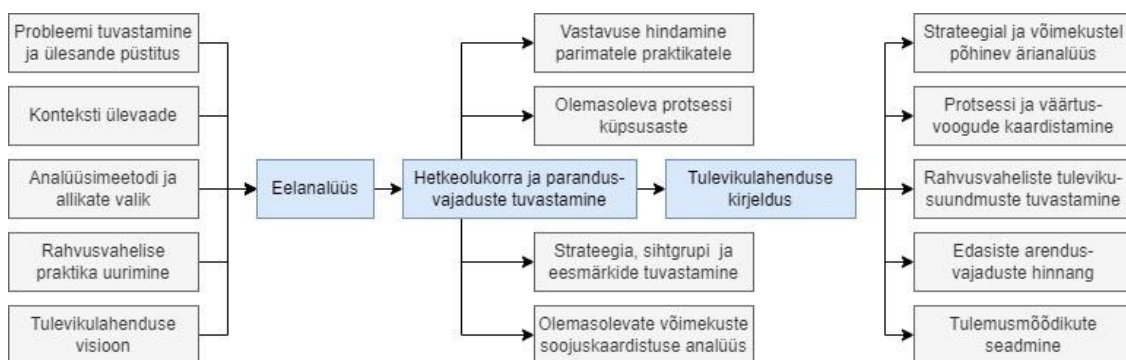 Probleemi tuvastamine
ja ülesande püstitus
Konteksti ülevaade
Analüüsimeetodi ja
allikate valik
Rahvusvahelise
praktika uurimine
Tulevikulahenduse
visioon
Eelanalüüs
Vastavuse hindamine
parimatele praktikatele
Olemasoleva protsessi
küpsusaste
Hetkeolukorra ja parandus-
vajaduste tuvastamine
Strateegia, sihtgrupi ja
eesmärkide tuvastamine
Olemasolevate võimekuste
soojuskaardistuse analüüs
Tulevikulahenduse
kirjeldus
Strateegial ja võimekustel
põhinev ärianalüüs
Protsessi ja väärtus-
voogude kaardistamine
Rahvusvaheliste tuleviku-
suundmuste tuvastamine
Edasiste arendus-
vajaduste hinnang
Tulemusmõõdikute
seadmine